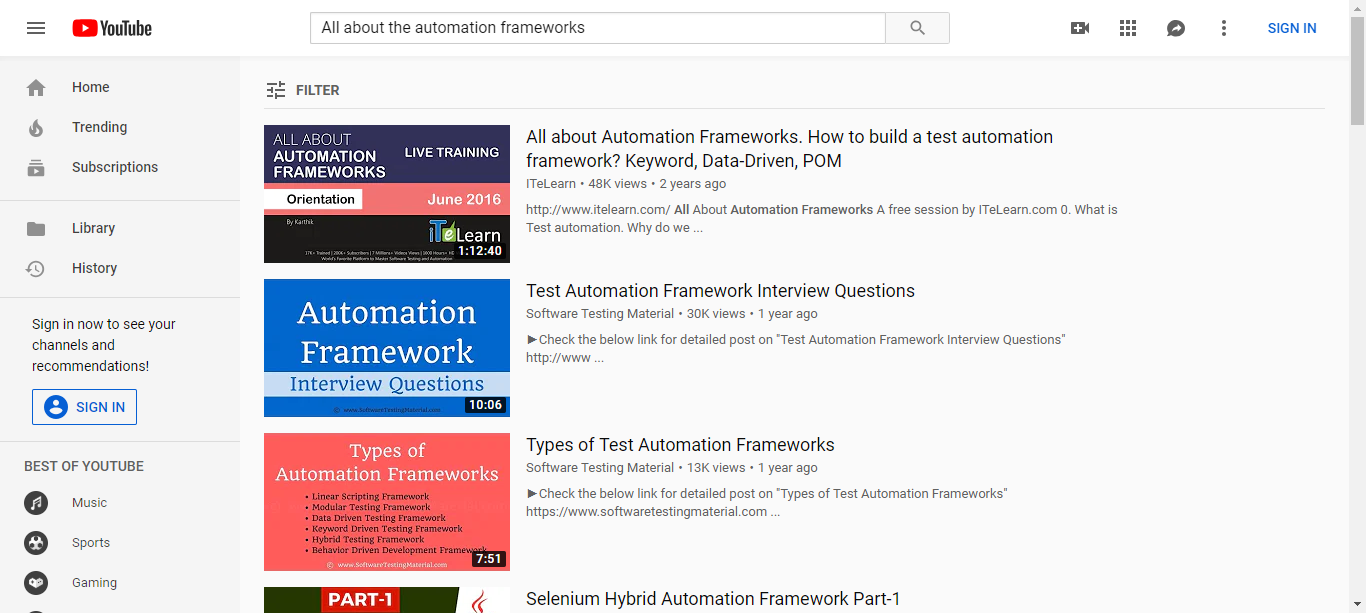 YouTube
All about the automation frameworks
SIGN IN
Home
Trending
Subscriptions
Library
History
Sign in now to see your
channels and
recommendations!
SIGN IN
BEST OF YOUTUBE
Music
Sports
Gaming
FILTER
ALL ABOUT
AUTOMATION
FRAMEWORKS
LIVE TRAINING
Orientation
June 2016
By Karthik
iTeLearn
World's Favorite Platform to Master Software Testing and Automation
1:12:40
All about Automation Frameworks. How to build a test automation
framework? Keyword, Data-Driven, POM
ITeLearn • 48K views • 2 years ago
http://www.itelearn.com/ All About Automation Frameworks A free session by ITeLearn.com 0. What is
Test automation. Why do we ...
Automation
Framework
Interview Questions
© www.SoftwareTestingMaterial.com
10:06
Test Automation Framework Interview Questions
Software Testing Material • 30K views • 1 year ago
►Check the below link for detailed post on "Test Automation Framework Interview Questions"
http://www ...
Types of
Automation Frameworks
• Linear Scripting Framework
• Modular Testing Framework
• Data Driven Testing Framework
• Keyword Driven Testing Framework
• Hybrid Testing Framework
• Behavior Driven Development Framework
© www.SoftwareTestingMaterial.com
7:51
Types of Test Automation Frameworks
Software Testing Material • 13K views • 1 year ago
►Check the below link for detailed post on "Types of Test Automation Frameworks"
https://www.softwaretestingmaterial.com ...
PART-1
Selenium Hybrid Automation Framework Part-1